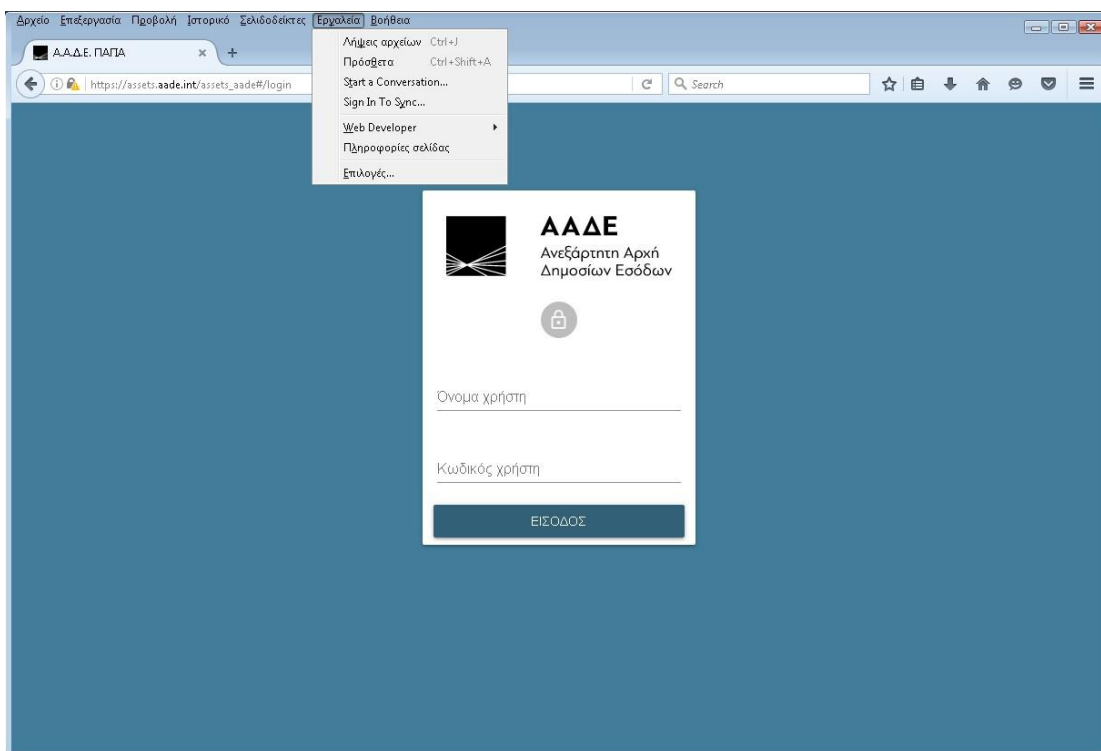 Αρχείο Επεξεργασία Προβολή Ιστορικό Σελιδοδείκτες Εργαλεία Βοήθεια
Α.Α.Δ.Ε. ΠΑΠΑ
https://assets.aade.int/assets_aade#/login
Search
Λήψεις αρχείων Ctrl+J
Πρόσθετα Ctrl+Shift+A
Start a Conversation...
Sign In To Sync...
Web Developer
Πληροφορίες σελίδας
Επιλογές...
ΑΑΔΕ
Ανεξάρτητη Αρχή
Δημοσίων Εσόδων
Όνομα χρήστη
Κωδικός χρήστη
ΕΙΣΟΔΟΣ